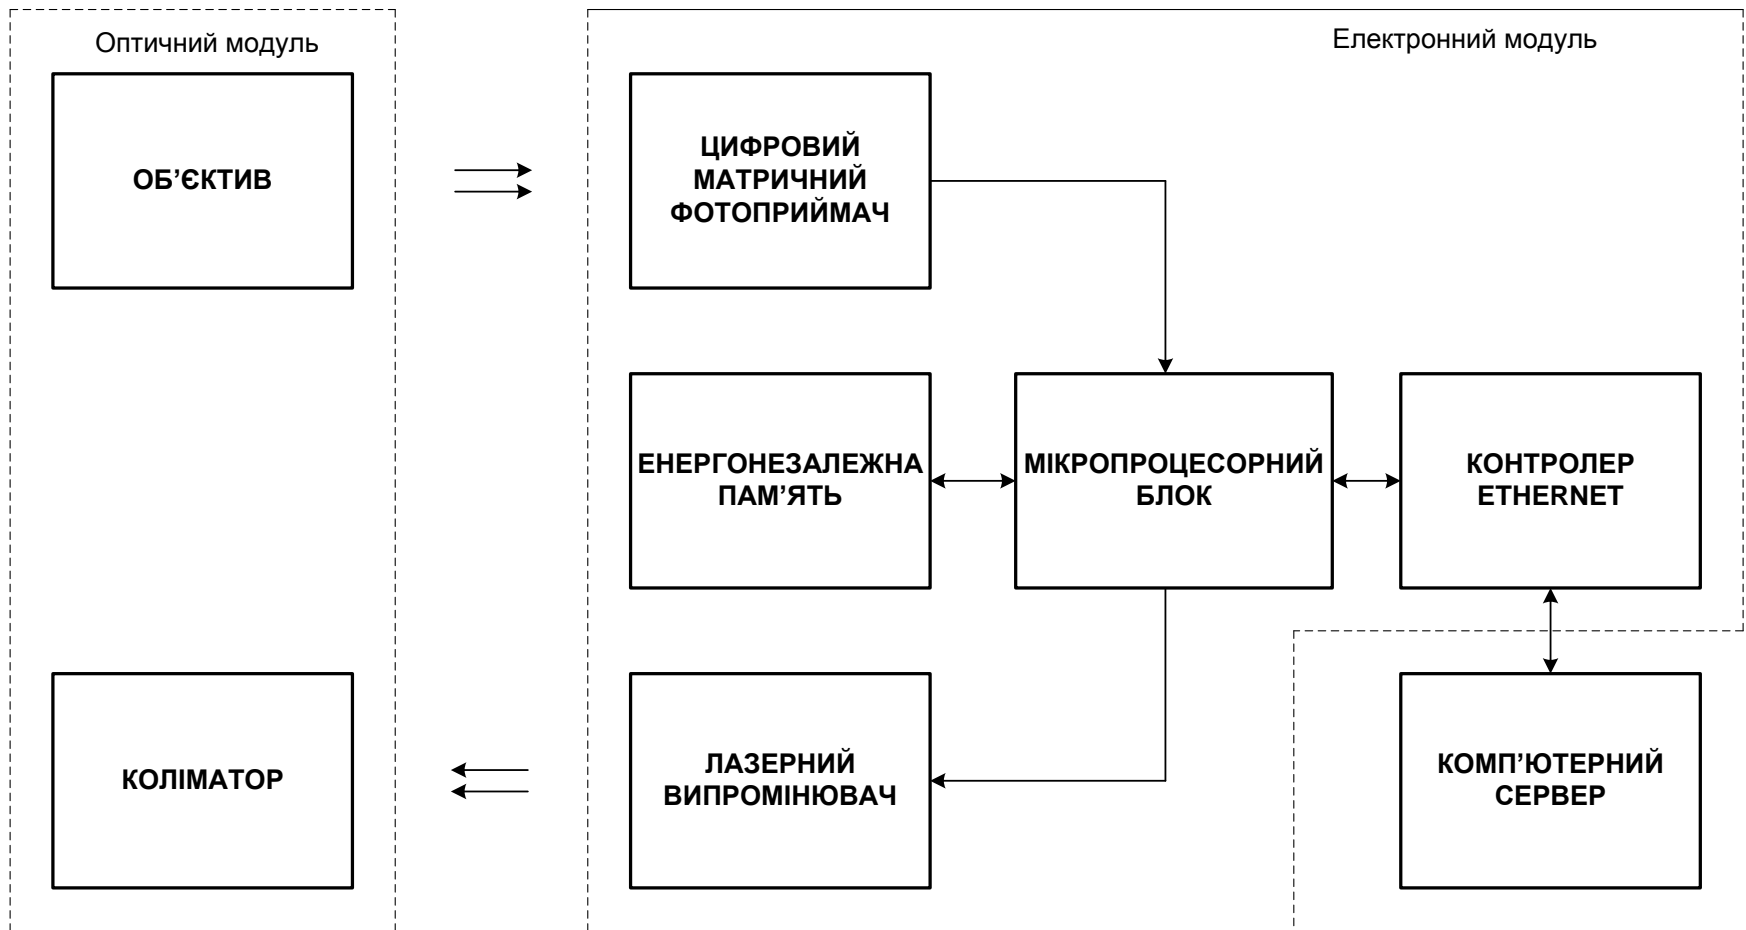 Оптичний модуль
Електронний модуль
ОБ’ЄКТИВ
ЦИФРОВИЙ
МАТРИЧНИЙ
ФОТОПРИЙМАЧ
ЕНЕРГОНЕЗАЛЕЖНА
ПАМ’ЯТЬ
МІКРОПРОЦЕСОРНИЙ
БЛОК
КОНТРОЛЕР
ETHERNET
КОЛІМАТОР
ЛАЗЕРНИЙ
ВИПРОМІНЮВАЧ
КОМП’ЮТЕРНИЙ
СЕРВЕР